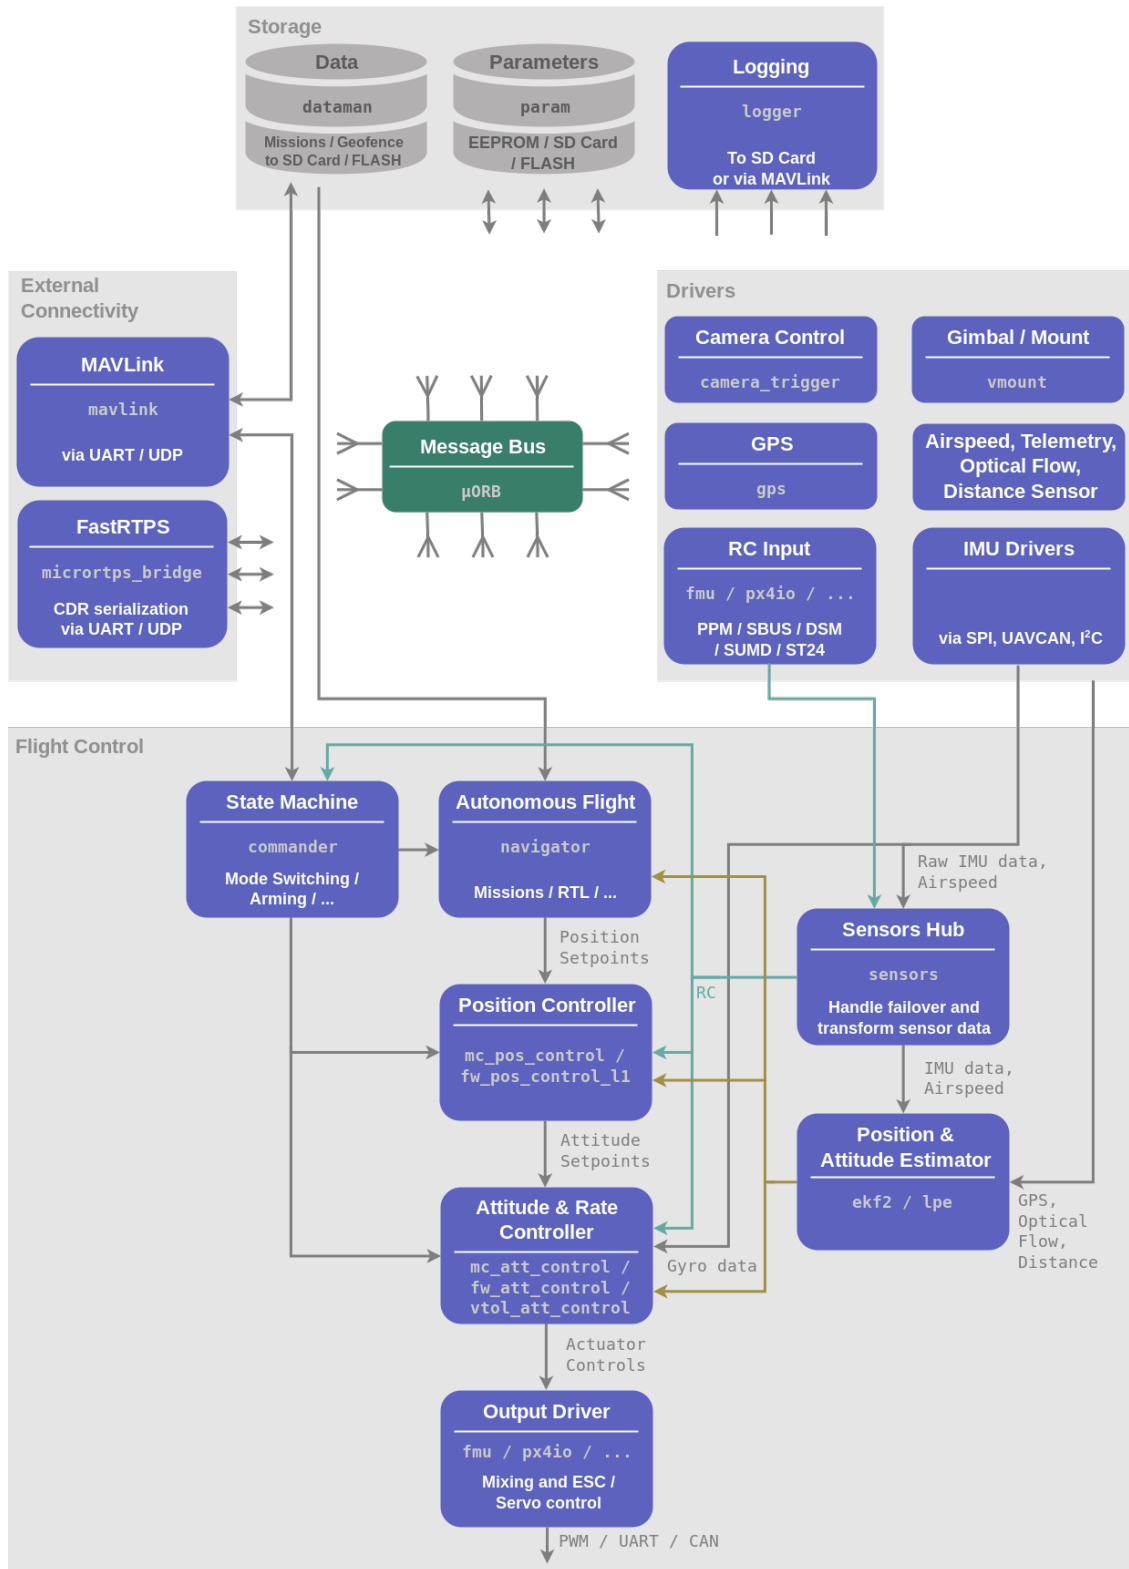 Storage
Data
dataman
Missions / Geofence
to SD Card / FLASH
Parameters
param
EEPROM / SD Card
/ FLASH
Logging
logger
To SD Card
or via MAVLink
External
Connectivity
MAVLink
mavlink
via UART / UDP
FastRTPS
micrortps_bridge
CDR serialization
via UART / UDP
Message Bus
µORB
Drivers
Camera Control
camera_trigger
Gimbal / Mount
vmount
GPS
gps
Airspeed, Telemetry,
Optical Flow,
Distance Sensor
RC Input
fmu / px4io / ...
PPM / SBUS / DSM
/ SUMD / ST24
IMU Drivers
via SPI, UAVCAN, I²C
Flight Control
State Machine
commander
Mode Switching /
Arming / ...
Autonomous Flight
navigator
Missions / RTL / ...
Raw IMU data,
Airspeed
Position
Setpoints
Sensors Hub
sensors
Handle failover and
transform sensor data
RC
Position Controller
mc_pos_control /
fw_pos_control_l1
IMU data,
Airspeed
Attitude
Setpoints
Position &
Attitude Estimator
ekf2 / lpe
GPS,
Optical
Flow,
Distance
Attitude & Rate
Controller
mc_att_control /
fw_att_control /
vtol_att_control
Gyro data
Actuator
Controls
Output Driver
fmu / px4io / ...
Mixing and ESC /
Servo control
PWM / UART / CAN